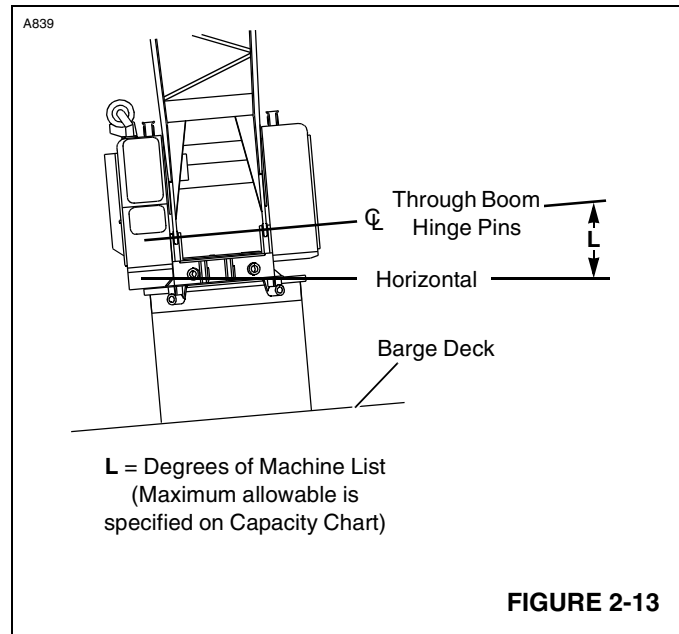 A839
℄ Through Boom
Hinge Pins
L
Horizontal
Barge Deck
L = Degrees of Machine List
(Maximum allowable is
specified on Capacity Chart)
FIGURE 2-13